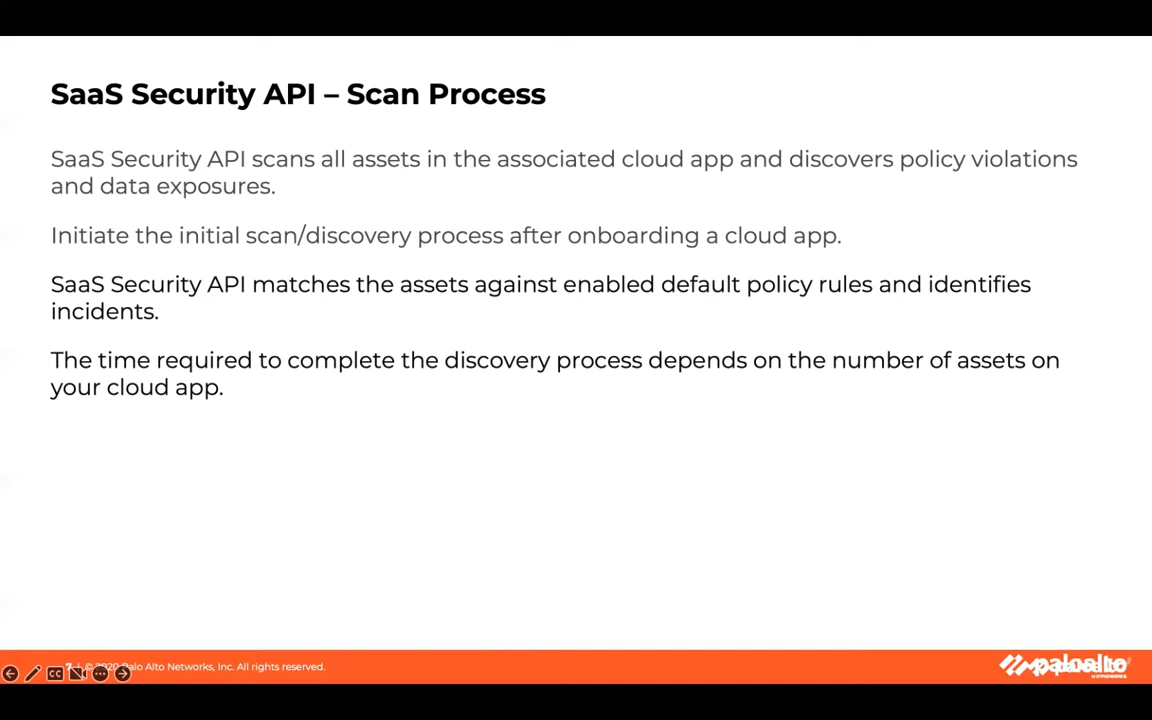 SaaS Security API – Scan Process
SaaS Security API scans all assets in the associated cloud app and discovers policy violations
and data exposures.
Initiate the initial scan/discovery process after onboarding a cloud app.
SaaS Security API matches the assets against enabled default policy rules and identifies
incidents.
The time required to complete the discovery process depends on the number of assets on
your cloud app.
7 | © 2020 Palo Alto Networks, Inc. All rights reserved.
CC
paloalto